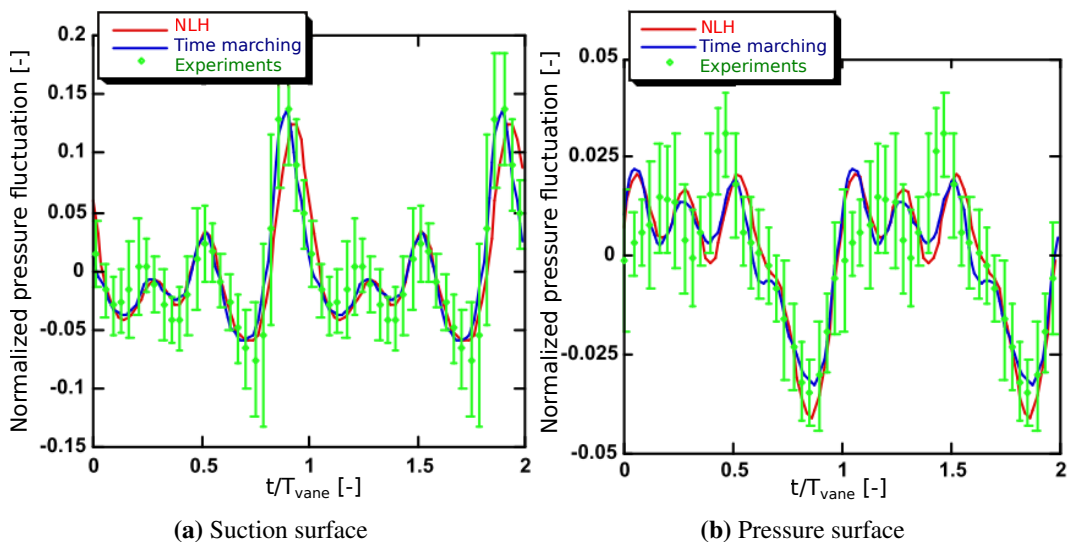 NLH
Time marching
Experiments
Normalized pressure fluctuation [-]
0.2
0.15
0.1
0.05
0
-0.05
-0.1
-0.15
0
0.5
1
1.5
2
t/Tvane [-]
(a) Suction surface
NLH
Time marching
Experiments
Normalized pressure fluctuation [-]
0.05
0.025
0
-0.025
-0.05
0
0.5
1
1.5
2
t/Tvane [-]
(b) Pressure surface